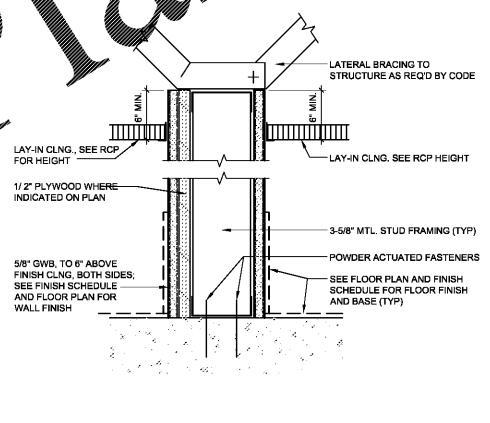 LATERAL BRACING TO
STRUCTURE AS REQ'D BY CODE
6" MIN.
6" MIN.
LAY-IN CLNG., SEE RCP
FOR HEIGHT
LAY-IN CLNG. SEE RCP HEIGHT
1/ 2" PLYWOOD WHERE
INDICATED ON PLAN
3-5/8" MTL. STUD FRAMING (TYP)
POWDER ACTUATED FASTENERS
5/8" GWB, TO 6" ABOVE
FINISH CLNG, BOTH SIDES;
SEE FINISH SCHEDULE
AND FLOOR PLAN FOR
WALL FINISH
SEE FLOOR PLAN AND FINISH
SCHEDULE FOR FLOOR FINISH
AND BASE (TYP)